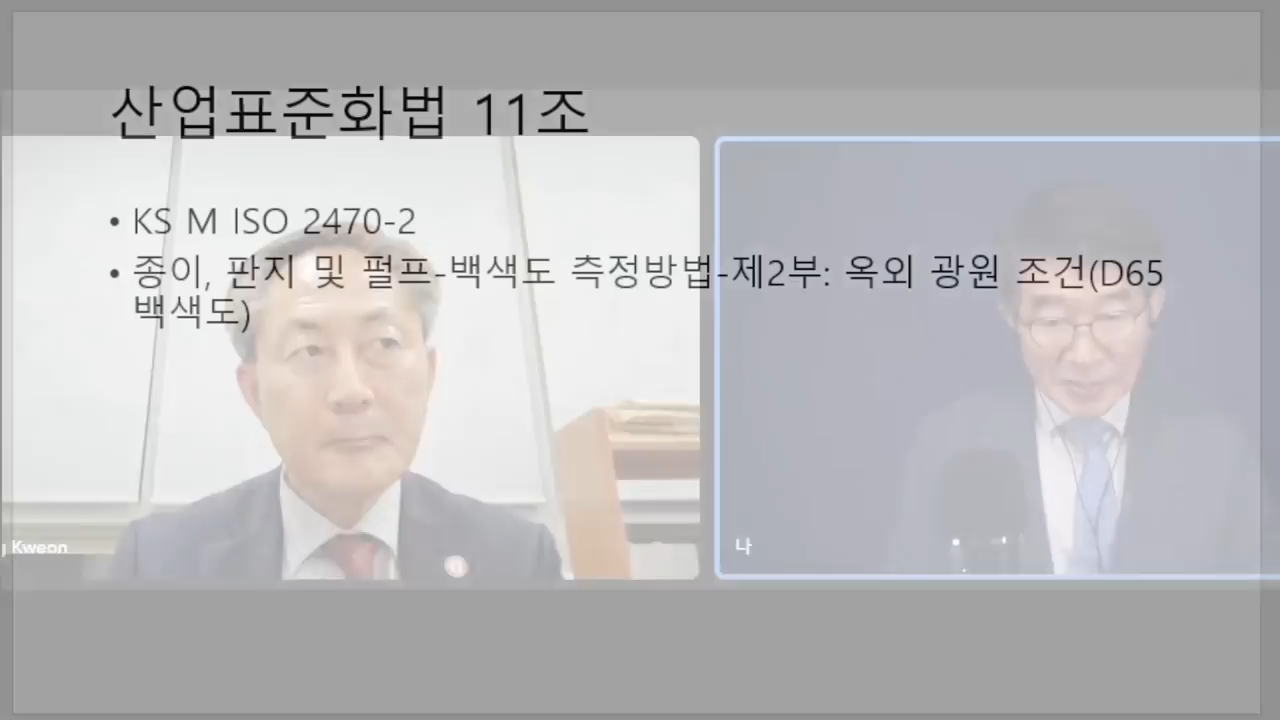 산업표준화법 11조
• KS M ISO 2470-2
• 종이, 판지 및 펄프-백색도 측정방법-제2부: 옥외 광원 조건(D65
백색도)
Kweon
나